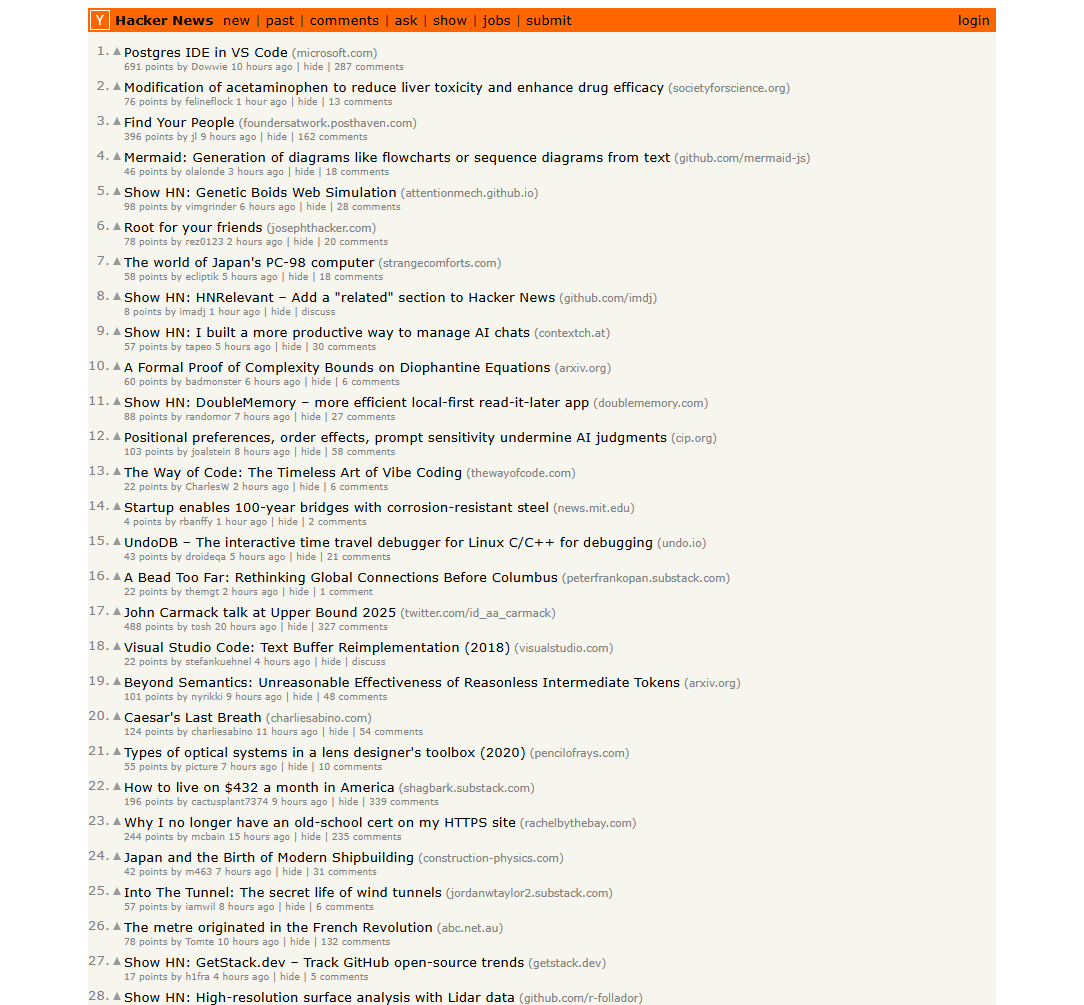 Y Hacker News new | past | comments | ask | show | jobs | submit login
1. Postgres IDE in VS Code (microsoft.com)
691 points by Dowwie 10 hours ago | hide | 287 comments
2. Modification of acetaminophen to reduce liver toxicity and enhance drug efficacy (societyforscience.org)
76 points by felineflock 1 hour ago | hide | 13 comments
3. Find Your People (foundersatwork.posthaven.com)
396 points by jl 9 hours ago | hide | 162 comments
4. Mermaid: Generation of diagrams like flowcharts or sequence diagrams from text (github.com/mermaid-js)
46 points by olalonde 3 hours ago | hide | 18 comments
5. Show HN: Genetic Boids Web Simulation (attentionmech.github.io)
98 points by vimgrinder 6 hours ago | hide | 28 comments
6. Root for your friends (josephthacker.com)
78 points by rez0123 2 hours ago | hide | 20 comments
7. The world of Japan's PC-98 computer (strangecomforts.com)
58 points by ecliptik 5 hours ago | hide | 18 comments
8. Show HN: HNRelevant – Add a "related" section to Hacker News (github.com/imdj)
8 points by imadj 1 hour ago | hide | discuss
9. Show HN: I built a more productive way to manage AI chats (contextch.at)
57 points by tapeo 5 hours ago | hide | 30 comments
10. A Formal Proof of Complexity Bounds on Diophantine Equations (arxiv.org)
60 points by badmonster 6 hours ago | hide | 6 comments
11. Show HN: DoubleMemory – more efficient local-first read-it-later app (doublememory.com)
88 points by randomor 7 hours ago | hide | 27 comments
12. Positional preferences, order effects, prompt sensitivity undermine AI judgments (cip.org)
103 points by joalstein 8 hours ago | hide | 58 comments
13. The Way of Code: The Timeless Art of Vibe Coding (thewayofcode.com)
22 points by CharlesW 2 hours ago | hide | 6 comments
14. Startup enables 100-year bridges with corrosion-resistant steel (news.mit.edu)
4 points by rbanffy 1 hour ago | hide | 2 comments
15. UndoDB – The interactive time travel debugger for Linux C/C++ for debugging (undo.io)
43 points by droideqa 5 hours ago | hide | 21 comments
16. A Bead Too Far: Rethinking Global Connections Before Columbus (peterfrankopan.substack.com)
22 points by themgt 2 hours ago | hide | 1 comment
17. John Carmack talk at Upper Bound 2025 (twitter.com/id_aa_carmack)
488 points by tosh 20 hours ago | hide | 327 comments
18. Visual Studio Code: Text Buffer Reimplementation (2018) (visualstudio.com)
22 points by stefankuehnel 4 hours ago | hide | discuss
19. Beyond Semantics: Unreasonable Effectiveness of Reasonless Intermediate Tokens (arxiv.org)
101 points by nyrikki 9 hours ago | hide | 48 comments
20. Caesar's Last Breath (charliesabino.com)
124 points by charliesabino 11 hours ago | hide | 54 comments
21. Types of optical systems in a lens designer's toolbox (2020) (pencilofrays.com)
55 points by picture 7 hours ago | hide | 10 comments
22. How to live on $432 a month in America (shagbark.substack.com)
196 points by cactusplant7374 9 hours ago | hide | 339 comments
23. Why I no longer have an old-school cert on my HTTPS site (rachelbythebay.com)
244 points by mcbain 15 hours ago | hide | 235 comments
24. Japan and the Birth of Modern Shipbuilding (construction-physics.com)
42 points by m463 7 hours ago | hide | 31 comments
25. Into The Tunnel: The secret life of wind tunnels (jordanwtaylor2.substack.com)
57 points by iamwil 8 hours ago | hide | 6 comments
26. The metre originated in the French Revolution (abc.net.au)
78 points by Tomte 10 hours ago | hide | 132 comments
27. Show HN: GetStack.dev – Track GitHub open-source trends (getstack.dev)
17 points by h1fra 4 hours ago | hide | 5 comments
28. Show HN: High-resolution surface analysis with Lidar data (github.com/r-follador)